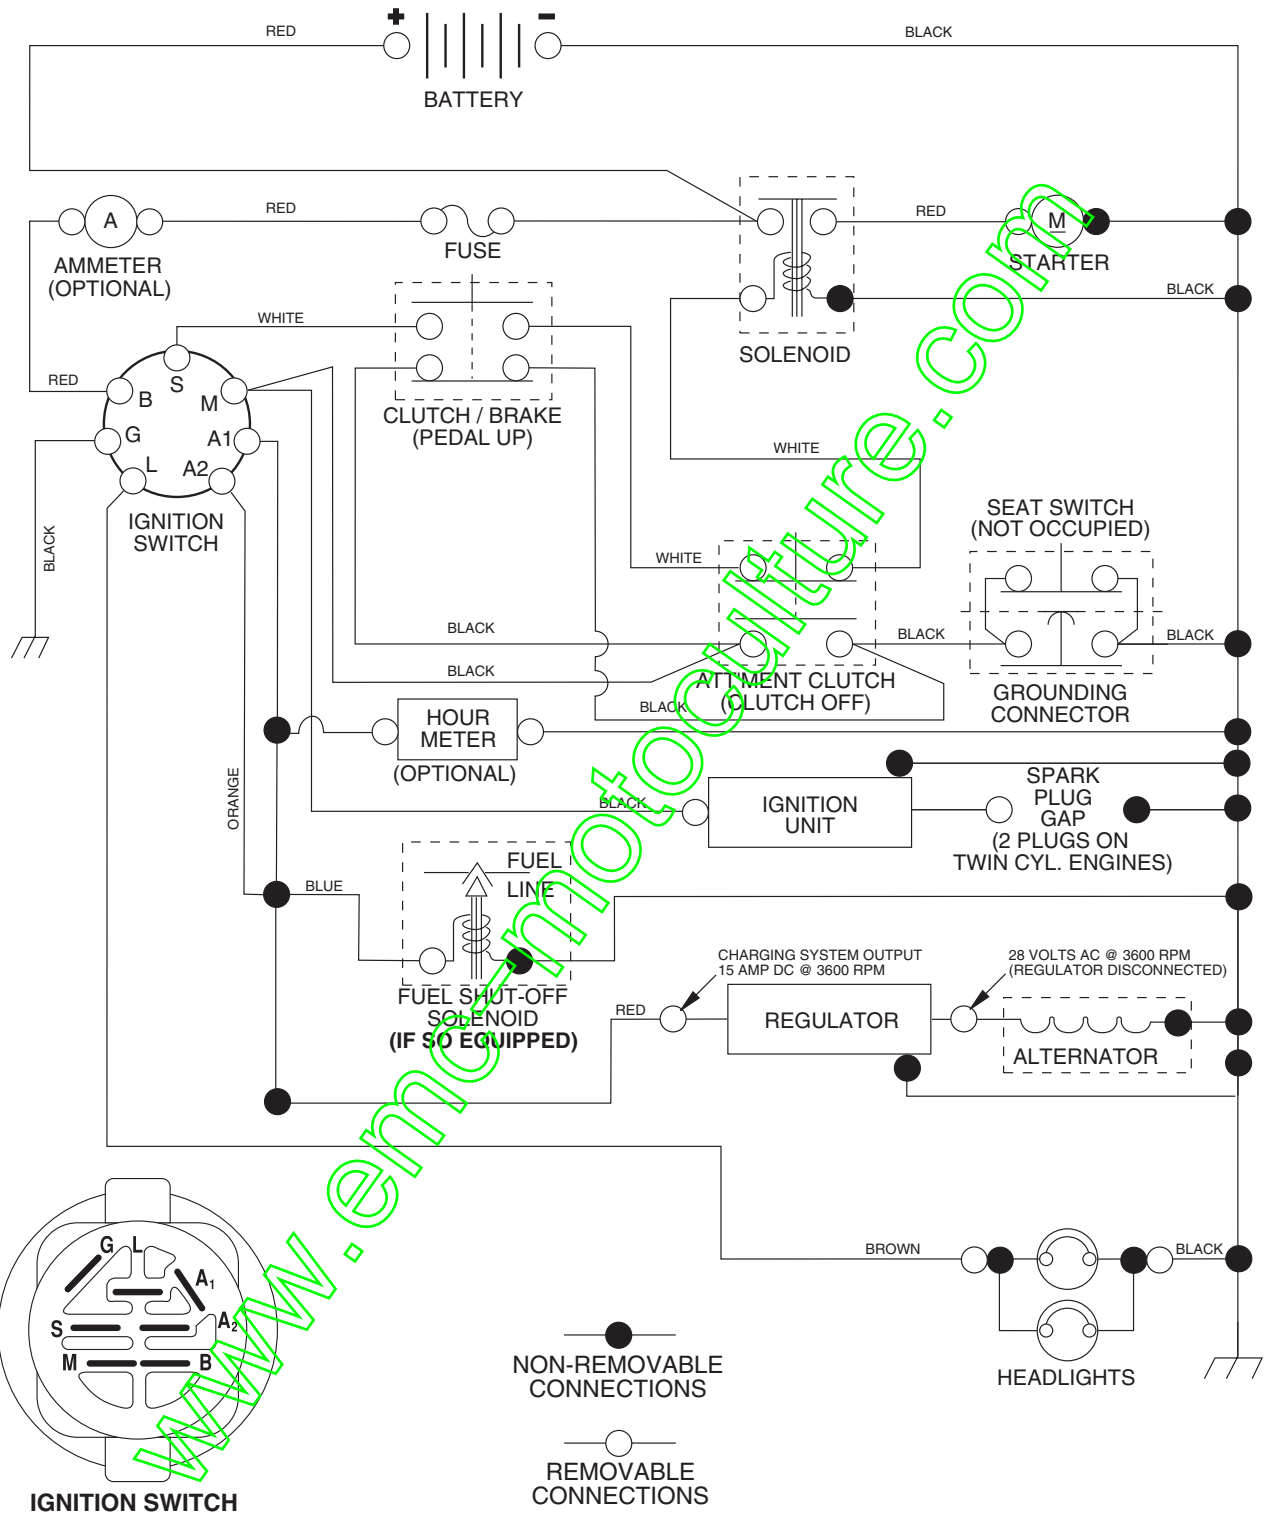 +
-
RED
BLACK
BATTERY
A
RED
FUSE
RED
M
STARTER
AMMETER
(OPTIONAL)
BLACK
WHITE
SOLENOID
RED
S
B
M
G
A1
L
A2
CLUTCH / BRAKE
(PEDAL UP)
WHITE
IGNITION
SWITCH
BLACK
SEAT SWITCH
(NOT OCCUPIED)
WHITE
BLACK
BLACK
BLACK
BLACK
ATT'MENT CLUTCH
(CLUTCH OFF)
BLACK
GROUNDING
CONNECTOR
HOUR
METER
(OPTIONAL)
ORANGE
BLACK
IGNITION
UNIT
SPARK
PLUG
GAP
(2 PLUGS ON
TWIN CYL. ENGINES)
FUEL
LINE
BLUE
FUEL SHUT-OFF
SOLENOID
(IF SO EQUIPPED)
CHARGING SYSTEM OUTPUT
15 AMP DC @ 3600 RPM
28 VOLTS AC @ 3600 RPM
(REGULATOR DISCONNECTED)
RED
REGULATOR
ALTERNATOR
BROWN
BLACK
HEADLIGHTS
G L
A1
S
A2
M
B
IGNITION SWITCH
NON-REMOVABLE
CONNECTIONS
REMOVABLE
CONNECTIONS
www.emc-motoculture.com